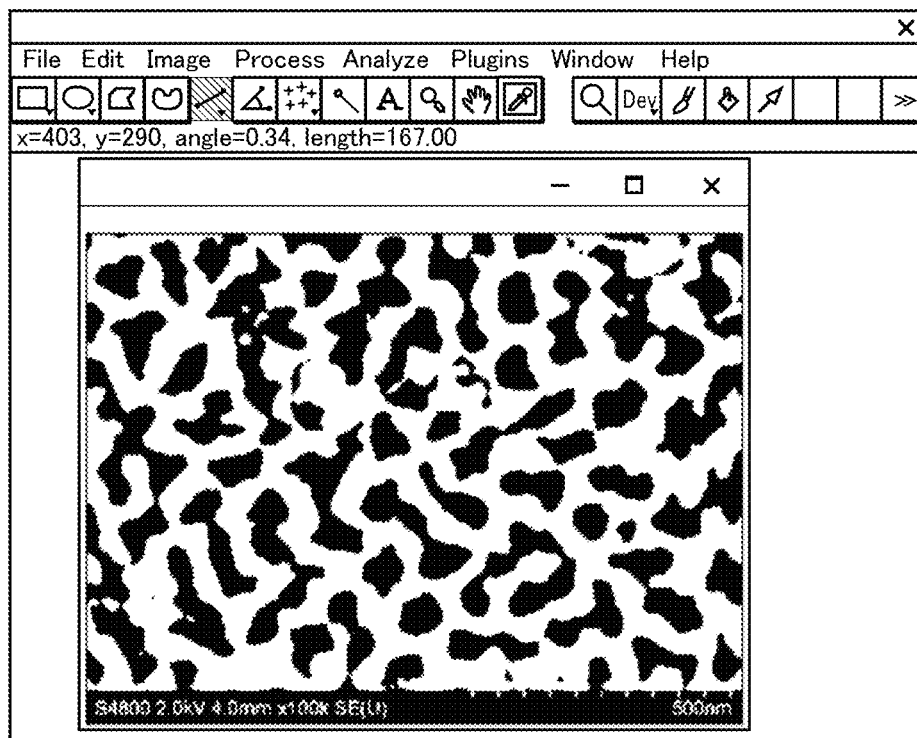 File Edit Image Process Analyze Plugins Window Help
A Dev >>
x=403, y=290, angle=0.34, length=167.00
S4800 2.0kV 4.0mm x100k SE(U) 500nm